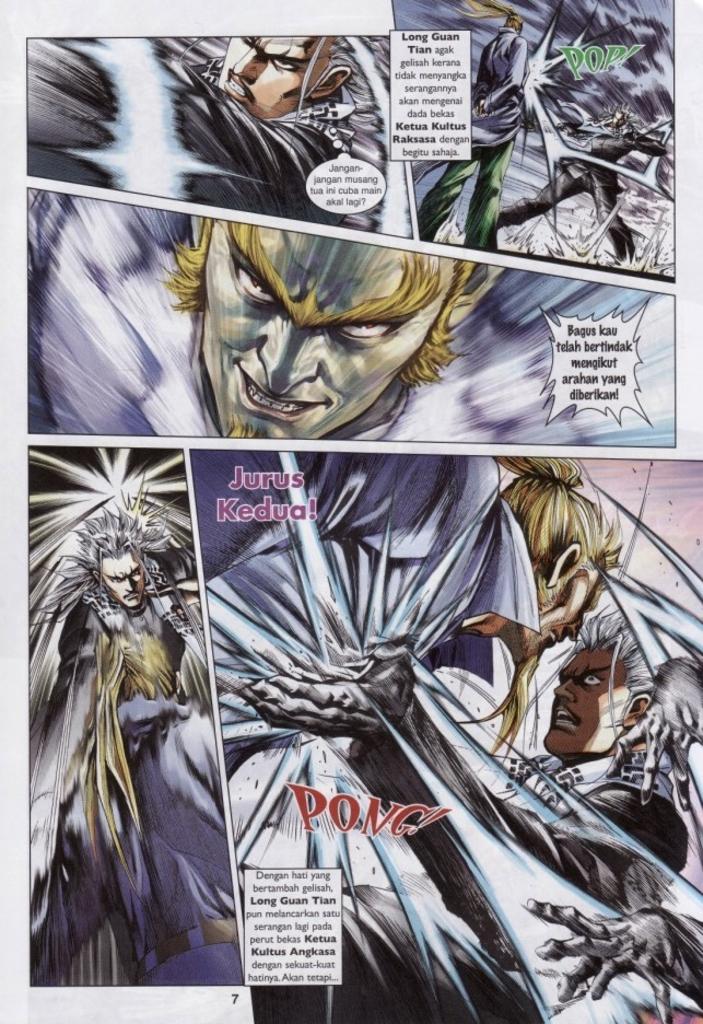 Jangan-
jangan musang
tua ini cuba main
akal lagi?
Long Guan
Tian agak
gelisah kerana
tidak menyangka
serangannya
akan mengenai
dada bekas
Ketua Kultus
Raksasa dengan
begitu sahaja.
POP!
Bagus kau
telah bertindak
mengikut
arahan yang
diberikan!
Jurus
Kedua!
PONG!
Dengan hati yang
bertambah gelisah,
Long Guan Tian
pun melancarkan satu
serangan lagi pada
perut bekas Ketua
Kultus Angkasa
dengan sekuat-kuat
hatinya. Akan tetapi...
7